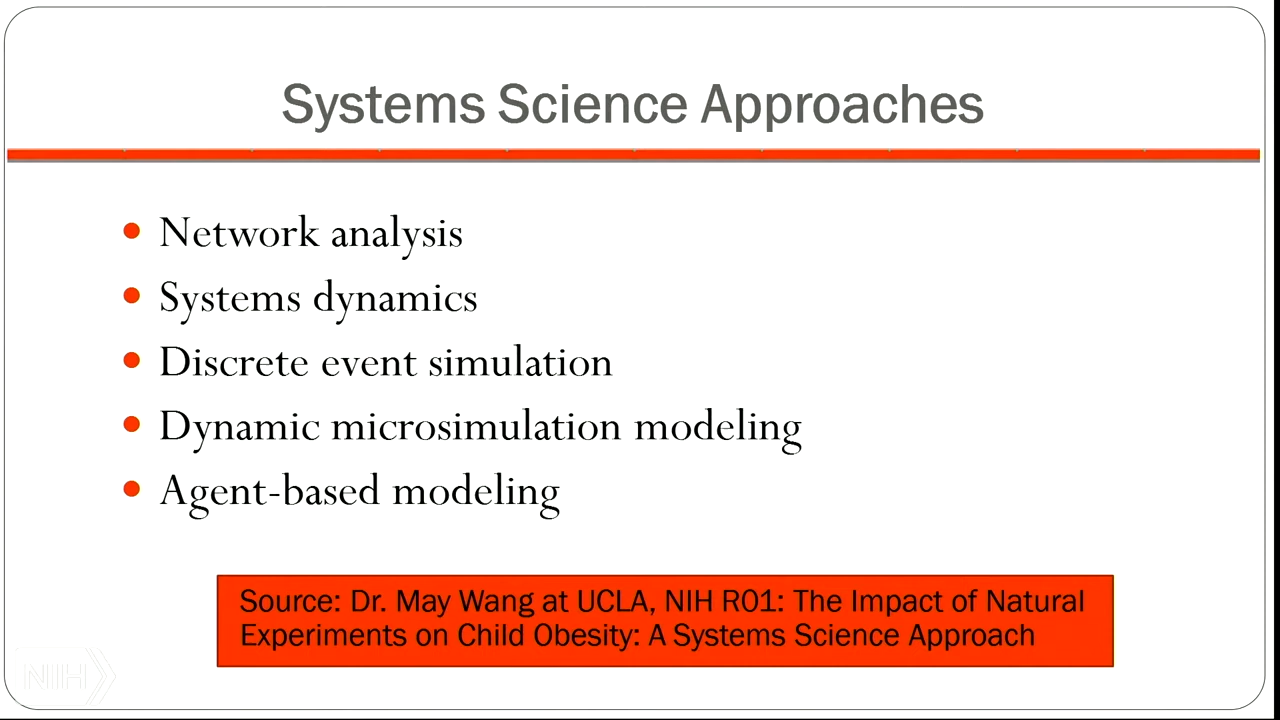 Systems Science Approaches
Network analysis
Systems dynamics
Discrete event simulation
Dynamic microsimulation modeling
Agent-based modeling
Source: Dr. May Wang at UCLA, NIH R01: The Impact of Natural
Experiments on Child Obesity: A Systems Science Approach
NIH